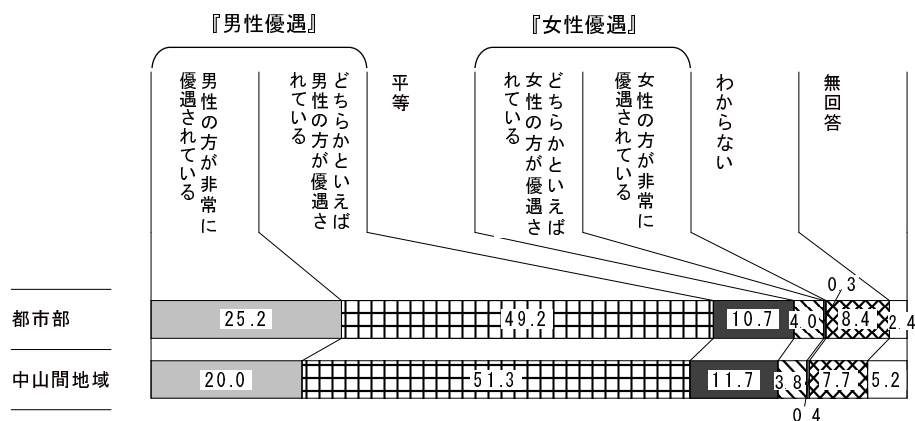 『男性優遇』
『女性優遇』
男性の方が非常に
優遇されている
どちらかといえば
男性の方が優遇さ
れている
平等
どちらかといえば
女性の方が優遇さ
れている
女性の方が非常に
優遇されている
わからない
無回答
都市部
25.2
49.2
10.7
4.0
0.3
8.4
2.4
中山間地域
20.0
51.3
11.7
3.8
0.4
7.7
5.2